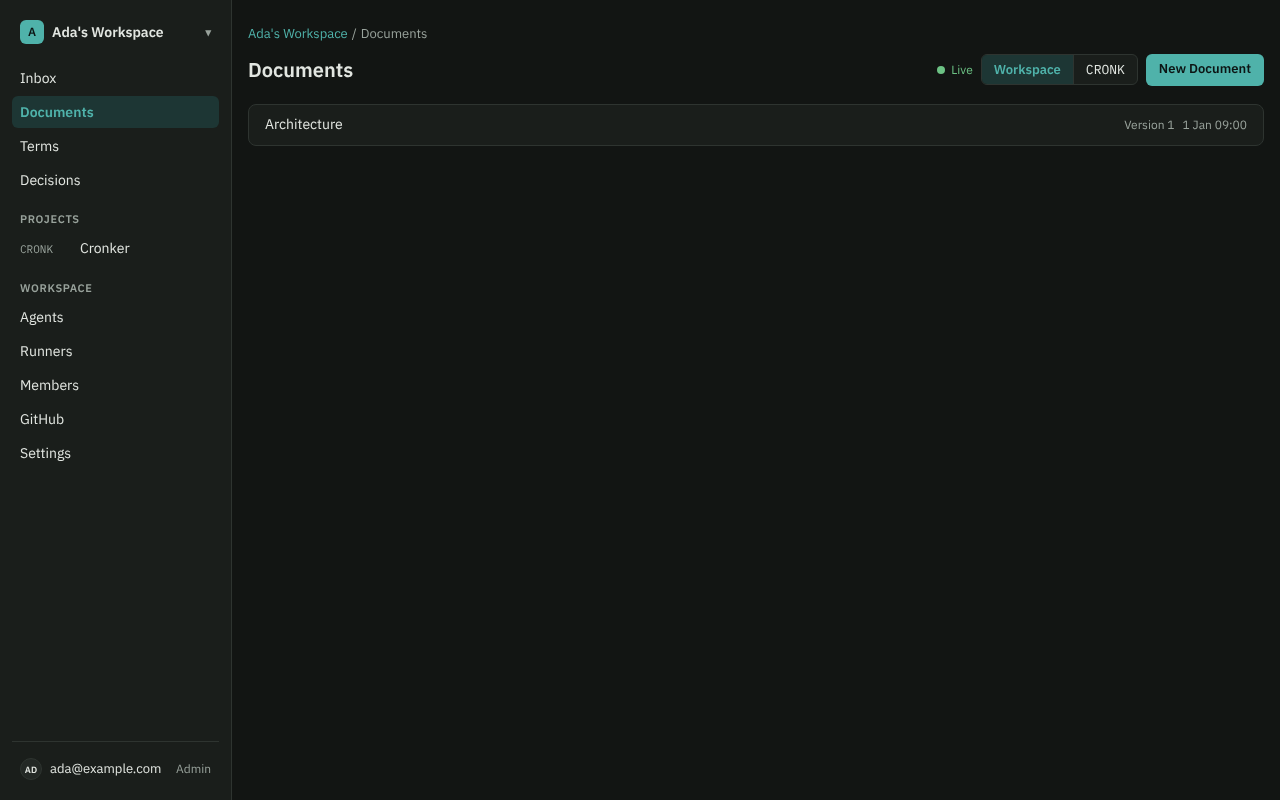 A Ada's Workspace ▾
Inbox
Documents
Terms
Decisions
PROJECTS
CRONK Cronker
WORKSPACE
Agents
Runners
Members
GitHub
Settings
AD ada@example.com Admin
Ada's Workspace / Documents
Documents
Live Workspace CRONK New Document
Architecture Version 1 1 Jan 09:00